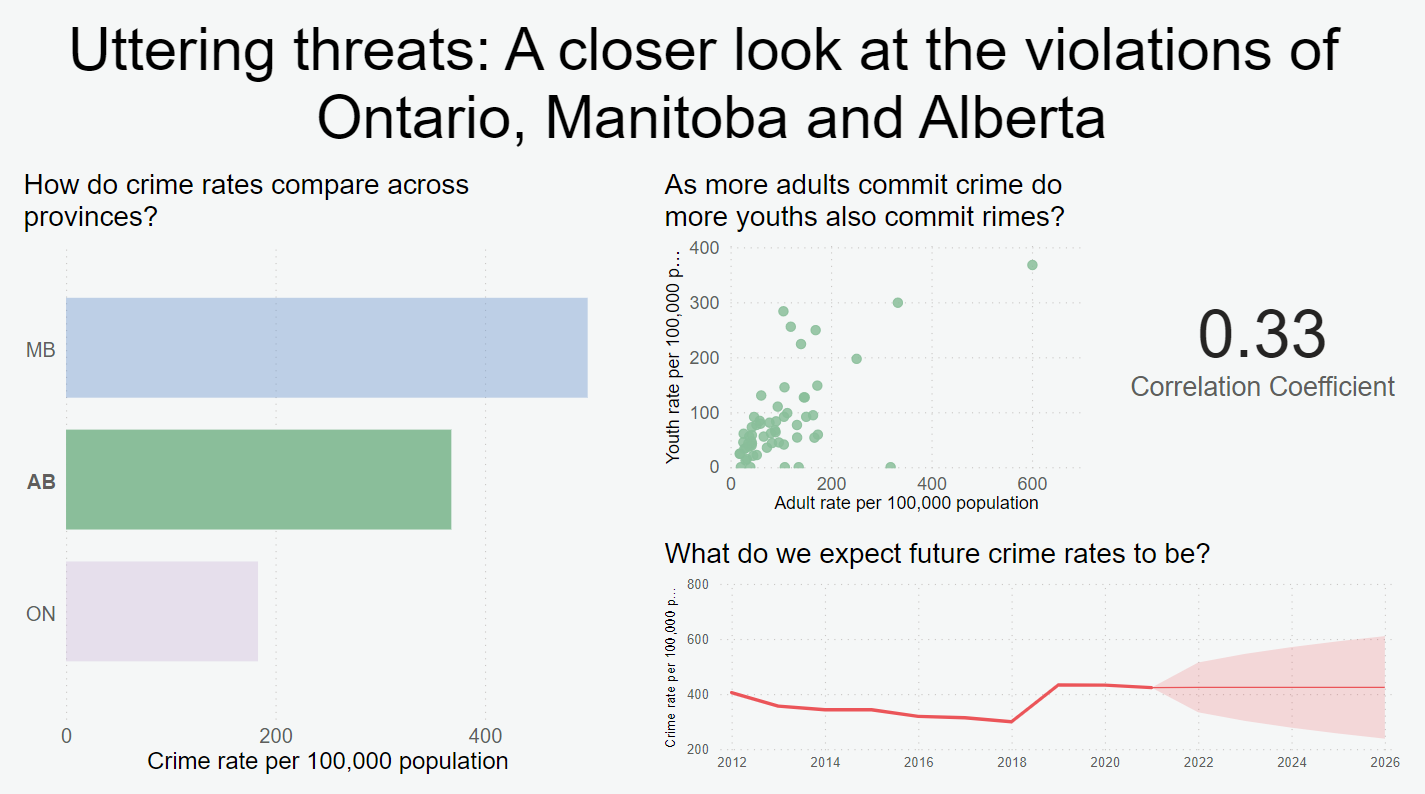 Uttering threats: A closer look at the violations of
Ontario, Manitoba and Alberta
How do crime rates compare across
provinces?
MB
AB
ON
0 200 400
Crime rate per 100,000 population
As more adults commit crime do
more youths also commit rimes?
Youth rate per 100,000 p...
400
300
200
100
0
0 200 400 600
Adult rate per 100,000 population
0.33
Correlation Coefficient
What do we expect future crime rates to be?
Crime rate per 100,000 p...
800
600
400
200
2012 2014 2016 2018 2020 2022 2024 2026